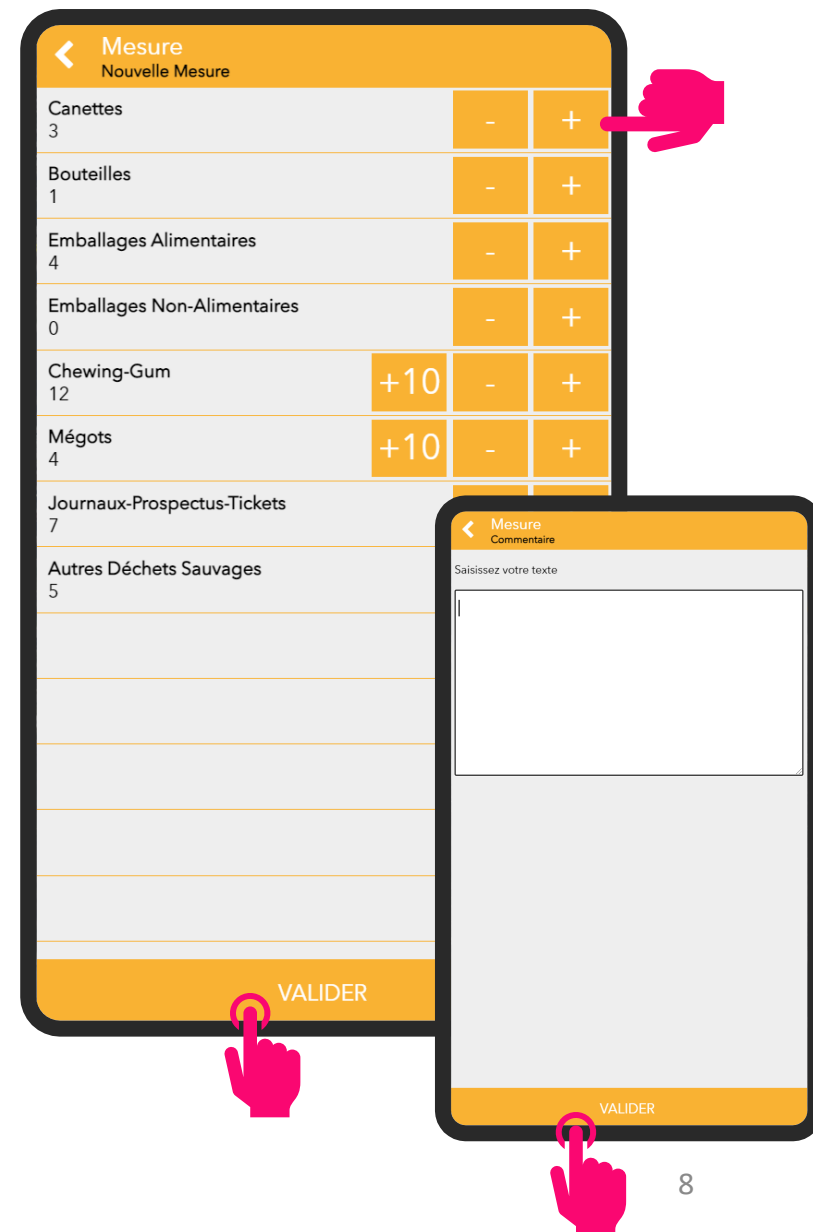 Mesure
Nouvelle Mesure
Canettes
3
- +
Bouteilles
1
- +
Emballages Alimentaires
4
- +
Emballages Non-Alimentaires
0
- +
Chewing-Gum
12
+10 - +
Mégots
4
+10 - +
Journaux-Prospectus-Tickets
7
Autres Déchets Sauvages
5
VALIDER
Mesure
Commentaire
Saisissez votre texte
VALIDER
8